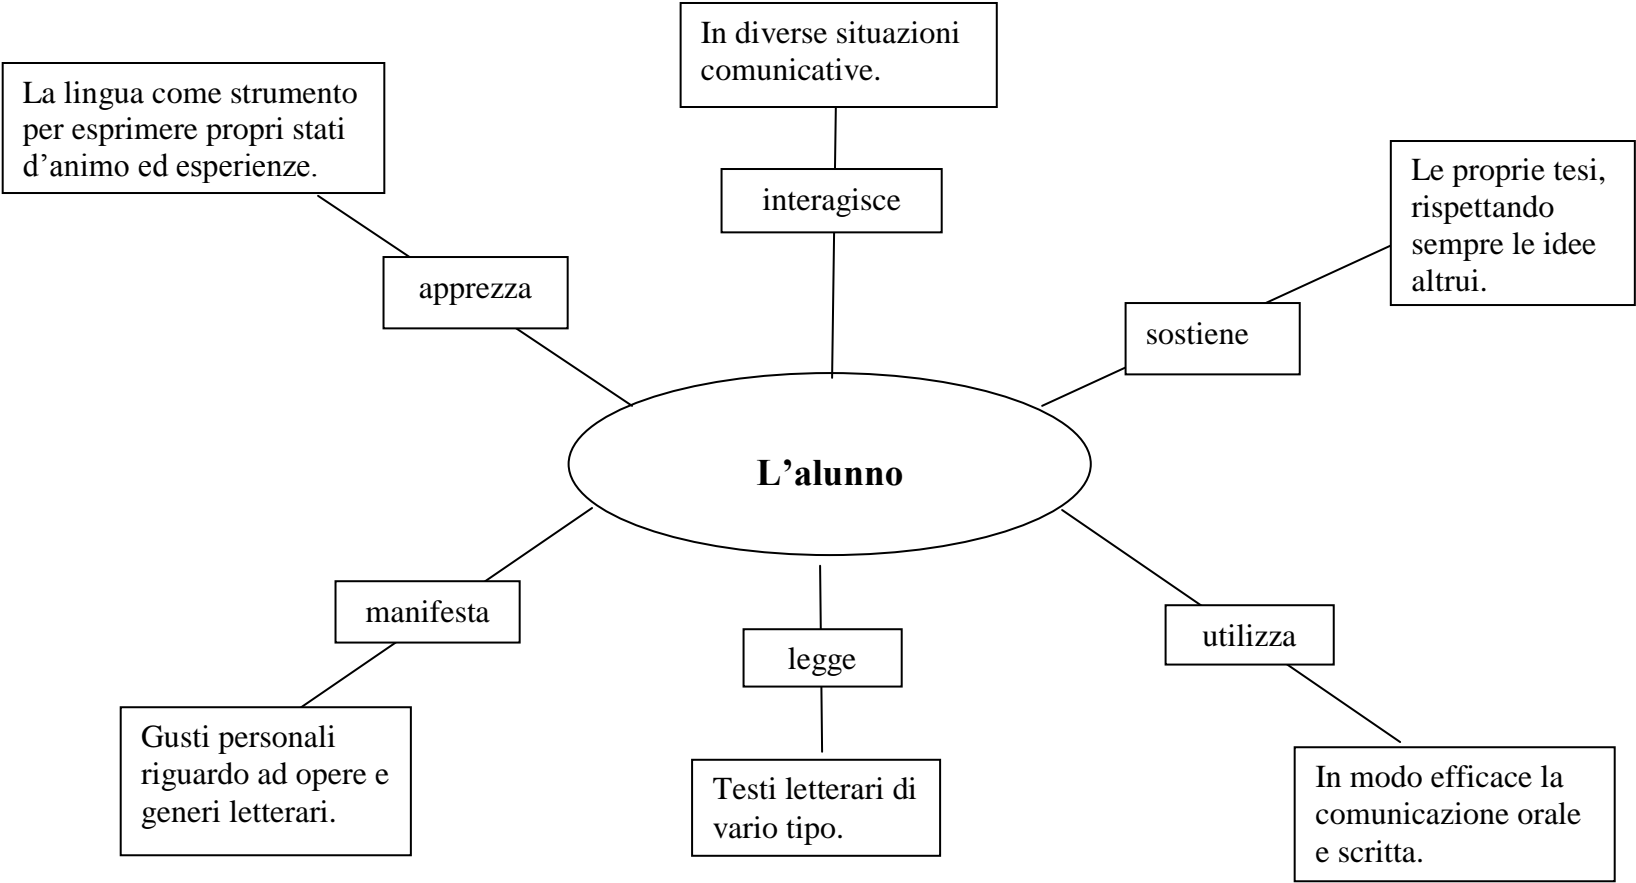 In diverse situazioni
comunicative.
La lingua come strumento
per esprimere propri stati
d’animo ed esperienze.
interagisce
Le proprie tesi,
rispettando
sempre le idee
altrui.
apprezza
sostiene
L’alunno
manifesta
legge
utilizza
Gusti personali
riguardo ad opere e
generi letterari.
Testi letterari di
vario tipo.
In modo efficace la
comunicazione orale
e scritta.